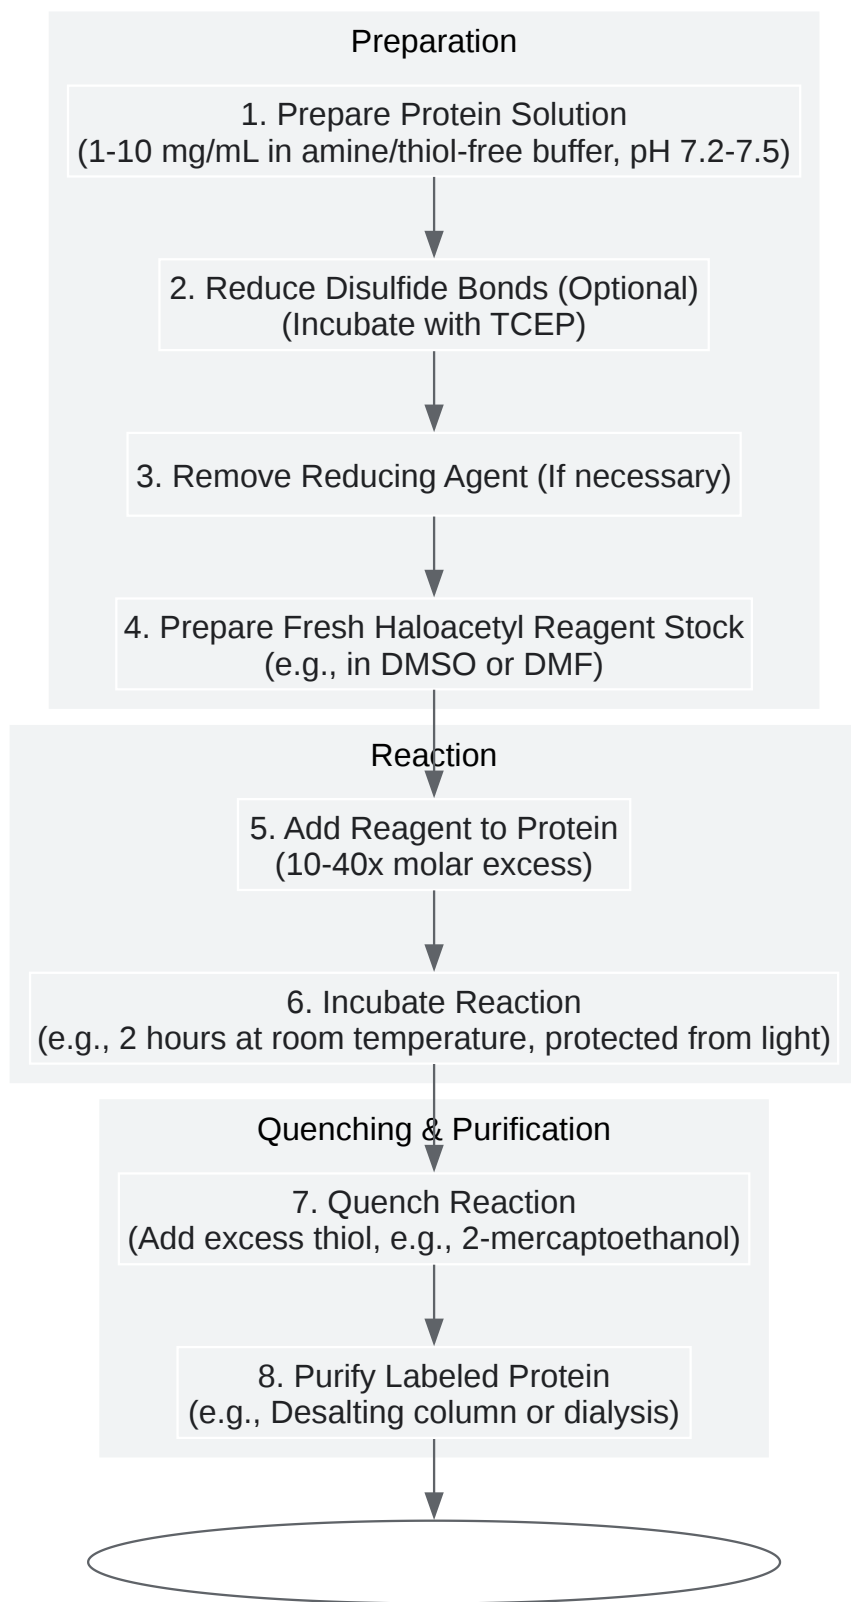 Preparation
1. Prepare Protein Solution
(1-10 mg/mL in amine/thiol-free buffer, pH 7.2-7.5)
2. Reduce Disulfide Bonds (Optional)
(Incubate with TCEP)
3. Remove Reducing Agent (If necessary)
4. Prepare Fresh Haloacetyl Reagent Stock
(e.g., in DMSO or DMF)
Reaction
5. Add Reagent to Protein
(10-40x molar excess)
6. Incubate Reaction
(e.g., 2 hours at room temperature, protected from light)
Quenching & Purification
7. Quench Reaction
(Add excess thiol, e.g., 2-mercaptoethanol)
8. Purify Labeled Protein
(e.g., Desalting column or dialysis)